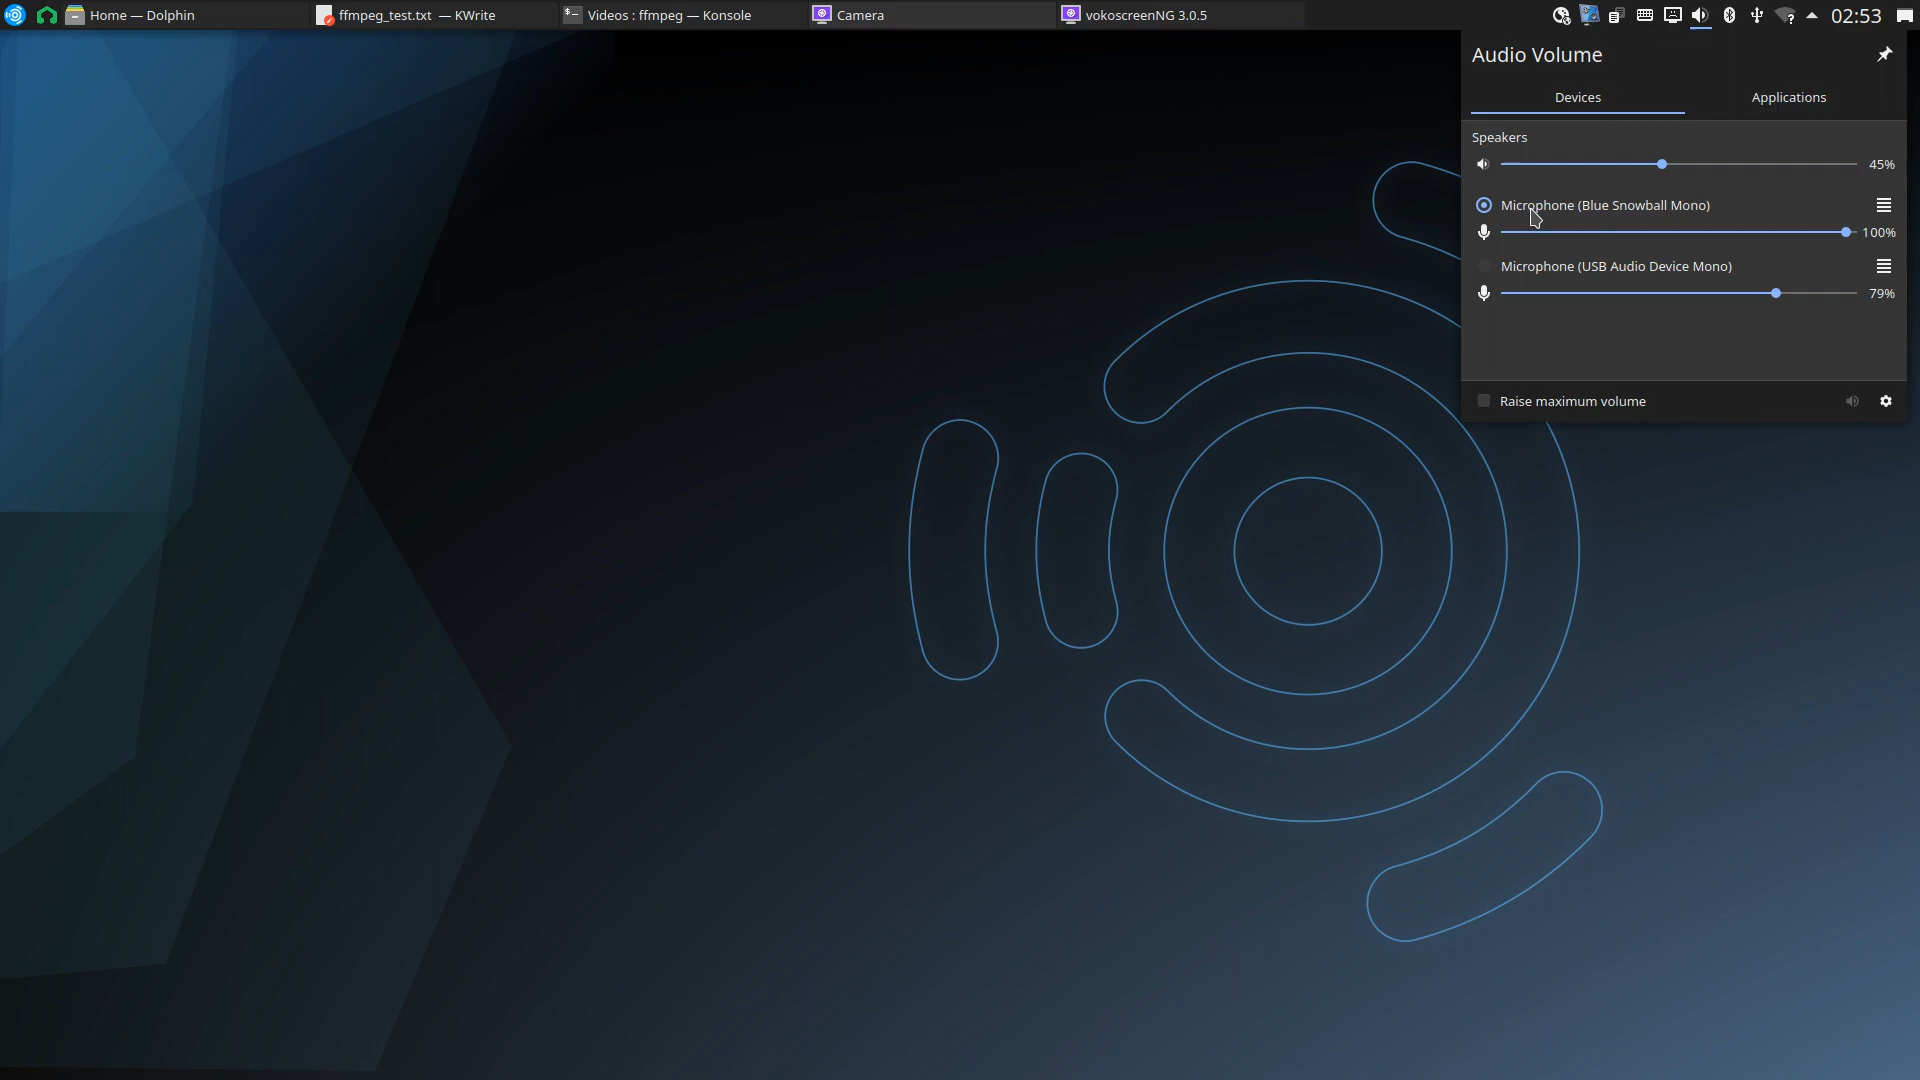 Home — Dolphin
ffmpeg_test.txt — KWrite
Videos : ffmpeg — Konsole
Camera
vokoscreenNG 3.0.5
02:53
Audio Volume
Devices
Applications
Speakers
45%
Microphone (Blue Snowball Mono)
100%
Microphone (USB Audio Device Mono)
79%
Raise maximum volume